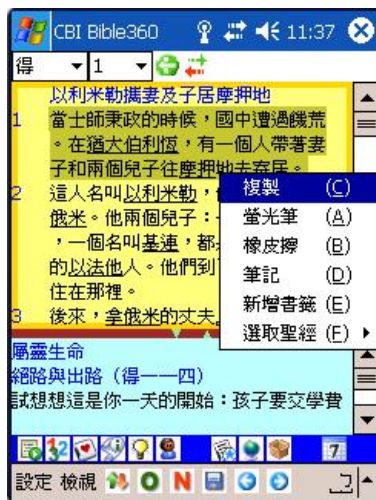 CBI Bible360 11:37
得 1
以利米勒攜妻及子居摩押地
1 當士師秉政的時候，國中遭遇饑荒
。在猶大伯利恆，有一個人帶著妻
子和兩個兒子往摩押地去寄居。
2 這人名叫以利米勒，
俄米。他兩個兒子：
，一個名叫基連，都
的以法他人。他們到
住在那裡。
3 後來，拿俄米的丈夫
複製 (C)
螢光筆 (A)
橡皮擦 (B)
筆記 (D)
新增書籤 (E)
選取聖經 (F)
屬靈生命
絕路與出路（得一一四）
試想想這是你一天的開始：孩子要交學費
設定 檢視 O N